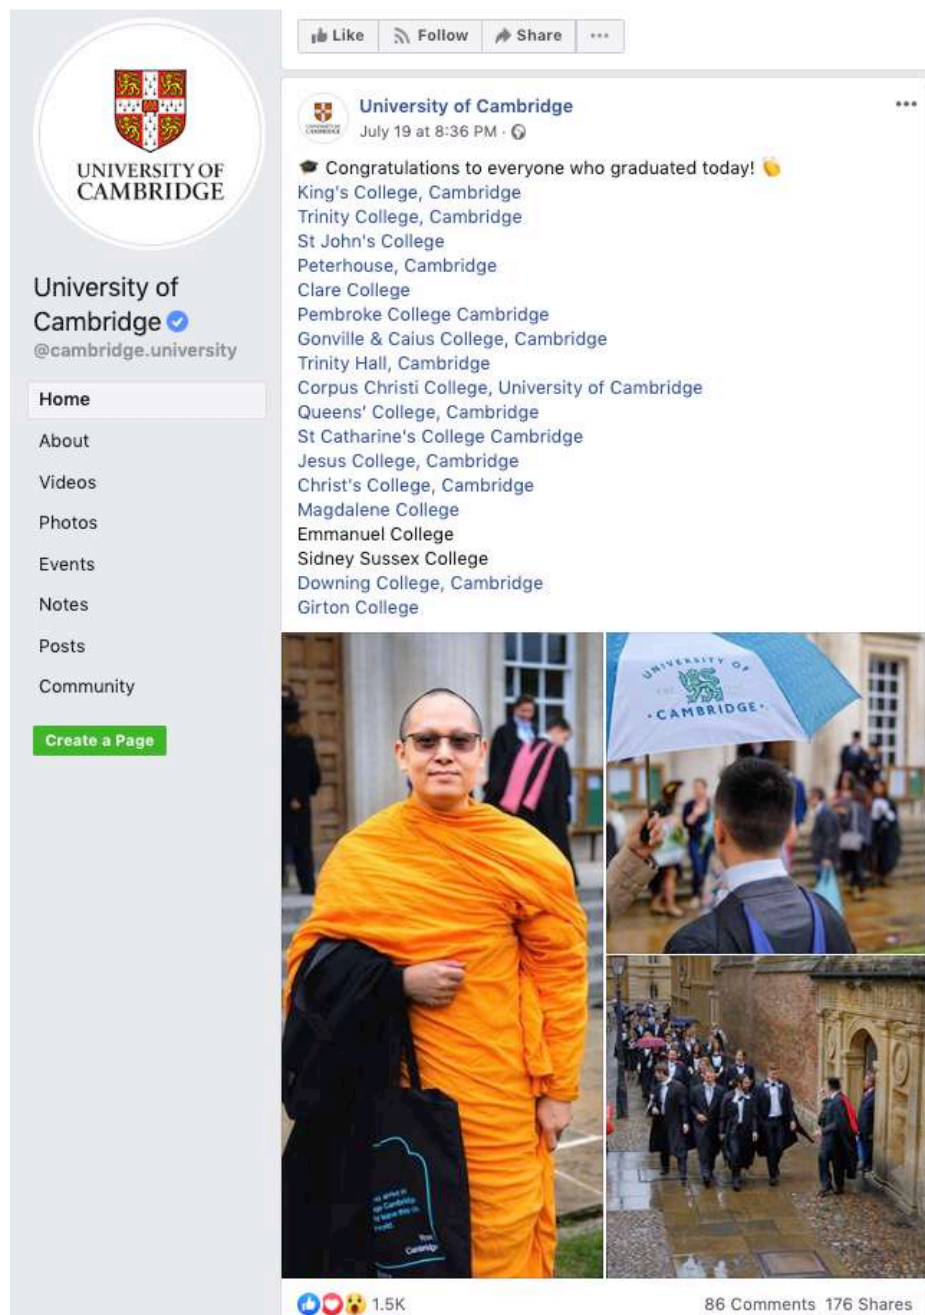 UNIVERSITY OF
CAMBRIDGE
University of
Cambridge
@cambridge.university
Home
About
Videos
Photos
Events
Notes
Posts
Community
Create a Page
Like
Follow
Share
University of Cambridge
July 19 at 8:36 PM ·
🎓 Congratulations to everyone who graduated today! 👏
King's College, Cambridge
Trinity College, Cambridge
St John's College
Peterhouse, Cambridge
Clare College
Pembroke College Cambridge
Gonville & Caius College, Cambridge
Trinity Hall, Cambridge
Corpus Christi College, University of Cambridge
Queens' College, Cambridge
St Catharine's College Cambridge
Jesus College, Cambridge
Christ's College, Cambridge
Magdalene College
Emmanuel College
Sidney Sussex College
Downing College, Cambridge
Girton College
UNIVERSITY OF
CAMBRIDGE
Cambridge
1.5K
86 Comments 176 Shares